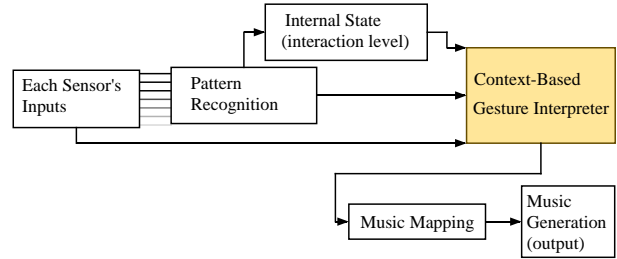 Internal State
(interaction level)
Each Sensor's
Inputs
Pattern
Recognition
Context-Based
Gesture Interpreter
Music Mapping
Music
Generation
(output)